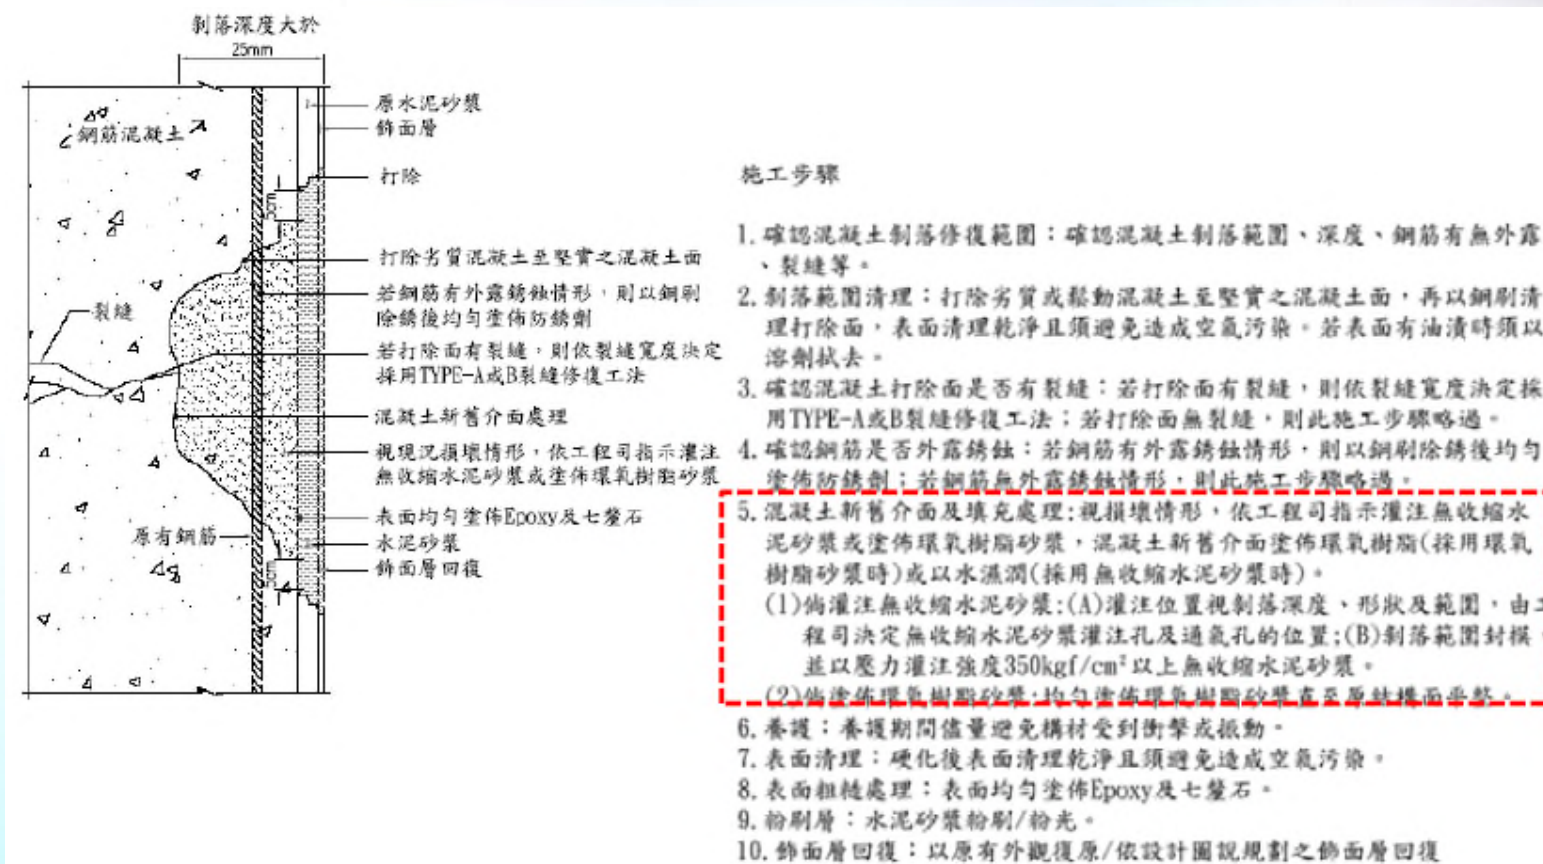 剝落深度大於
25mm
原水泥砂漿
飾面層
鋼筋混凝土
打除
5cm
打除劣質混凝土至堅實之混凝土面
若鋼筋有外露銹蝕情形，則以鋼刷
除銹後均勻塗佈防銹劑
裂縫
若打除面有裂縫，則依裂縫寬度決定
採用TYPE-A或B裂縫修復工法
混凝土新舊介面處理
視現況損壞情形，依工程司指示灌注
無收縮水泥砂漿或塗佈環氧樹脂砂漿
表面均勻塗佈Epoxy及七釐石
原有鋼筋
水泥砂漿
5cm
飾面層回復
施工步驟
1.確認混凝土剝落修復範圍：確認混凝土剝落範圍、深度、鋼筋有無外露
、裂縫等。
2.剝落範圍清理：打除劣質或鬆動混凝土至堅實之混凝土面，再以鋼刷清
理打除面，表面清理乾淨且須避免造成空氣污染。若表面有油漬時須以
溶劑拭去。
3.確認混凝土打除面是否有裂縫：若打除面有裂縫，則依裂縫寬度決定採
用TYPE-A或B裂縫修復工法；若打除面無裂縫，則此施工步驟略過。
4.確認鋼筋是否外露銹蝕：若鋼筋有外露銹蝕情形，則以鋼刷除銹後均勻
塗佈防銹劑；若鋼筋無外露銹蝕情形，則此施工步驟略過。
5.混凝土新舊介面及填充處理:視損壞情形，依工程司指示灌注無收縮水
泥砂漿或塗佈環氧樹脂砂漿，混凝土新舊介面塗佈環氧樹脂(採用環氧
樹脂砂漿時)或以水濕潤(採用無收縮水泥砂漿時)。
(1)倘灌注無收縮水泥砂漿:(A)灌注位置視剝落深度、形狀及範圍，由工
程司決定無收縮水泥砂漿灌注孔及通氣孔的位置;(B)剝落範圍封模，
並以壓力灌注強度350kgf/cm²以上無收縮水泥砂漿。
(2)倘塗佈環氧樹脂砂漿:均勻塗佈環氧樹脂砂漿直至原結構面平整。
6.養護：養護期間儘量避免構材受到衝擊或振動。
7.表面清理：硬化後表面清理乾淨且須避免造成空氣污染。
8.表面粗糙處理：表面均勻塗佈Epoxy及七釐石。
9.粉刷層：水泥砂漿粉刷/粉光。
10.飾面層回復：以原有外觀復原/依設計圖說規劃之飾面層回復